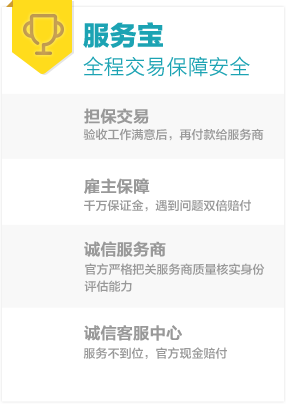 服务宝
全程交易保障安全
担保交易
验收工作满意后，再付款给服务商
雇主保障
千万保证金，遇到问题双倍赔付
诚信服务商
官方严格把关服务商质量核实身份
评估能力
诚信客服中心
服务不到位，官方现金赔付